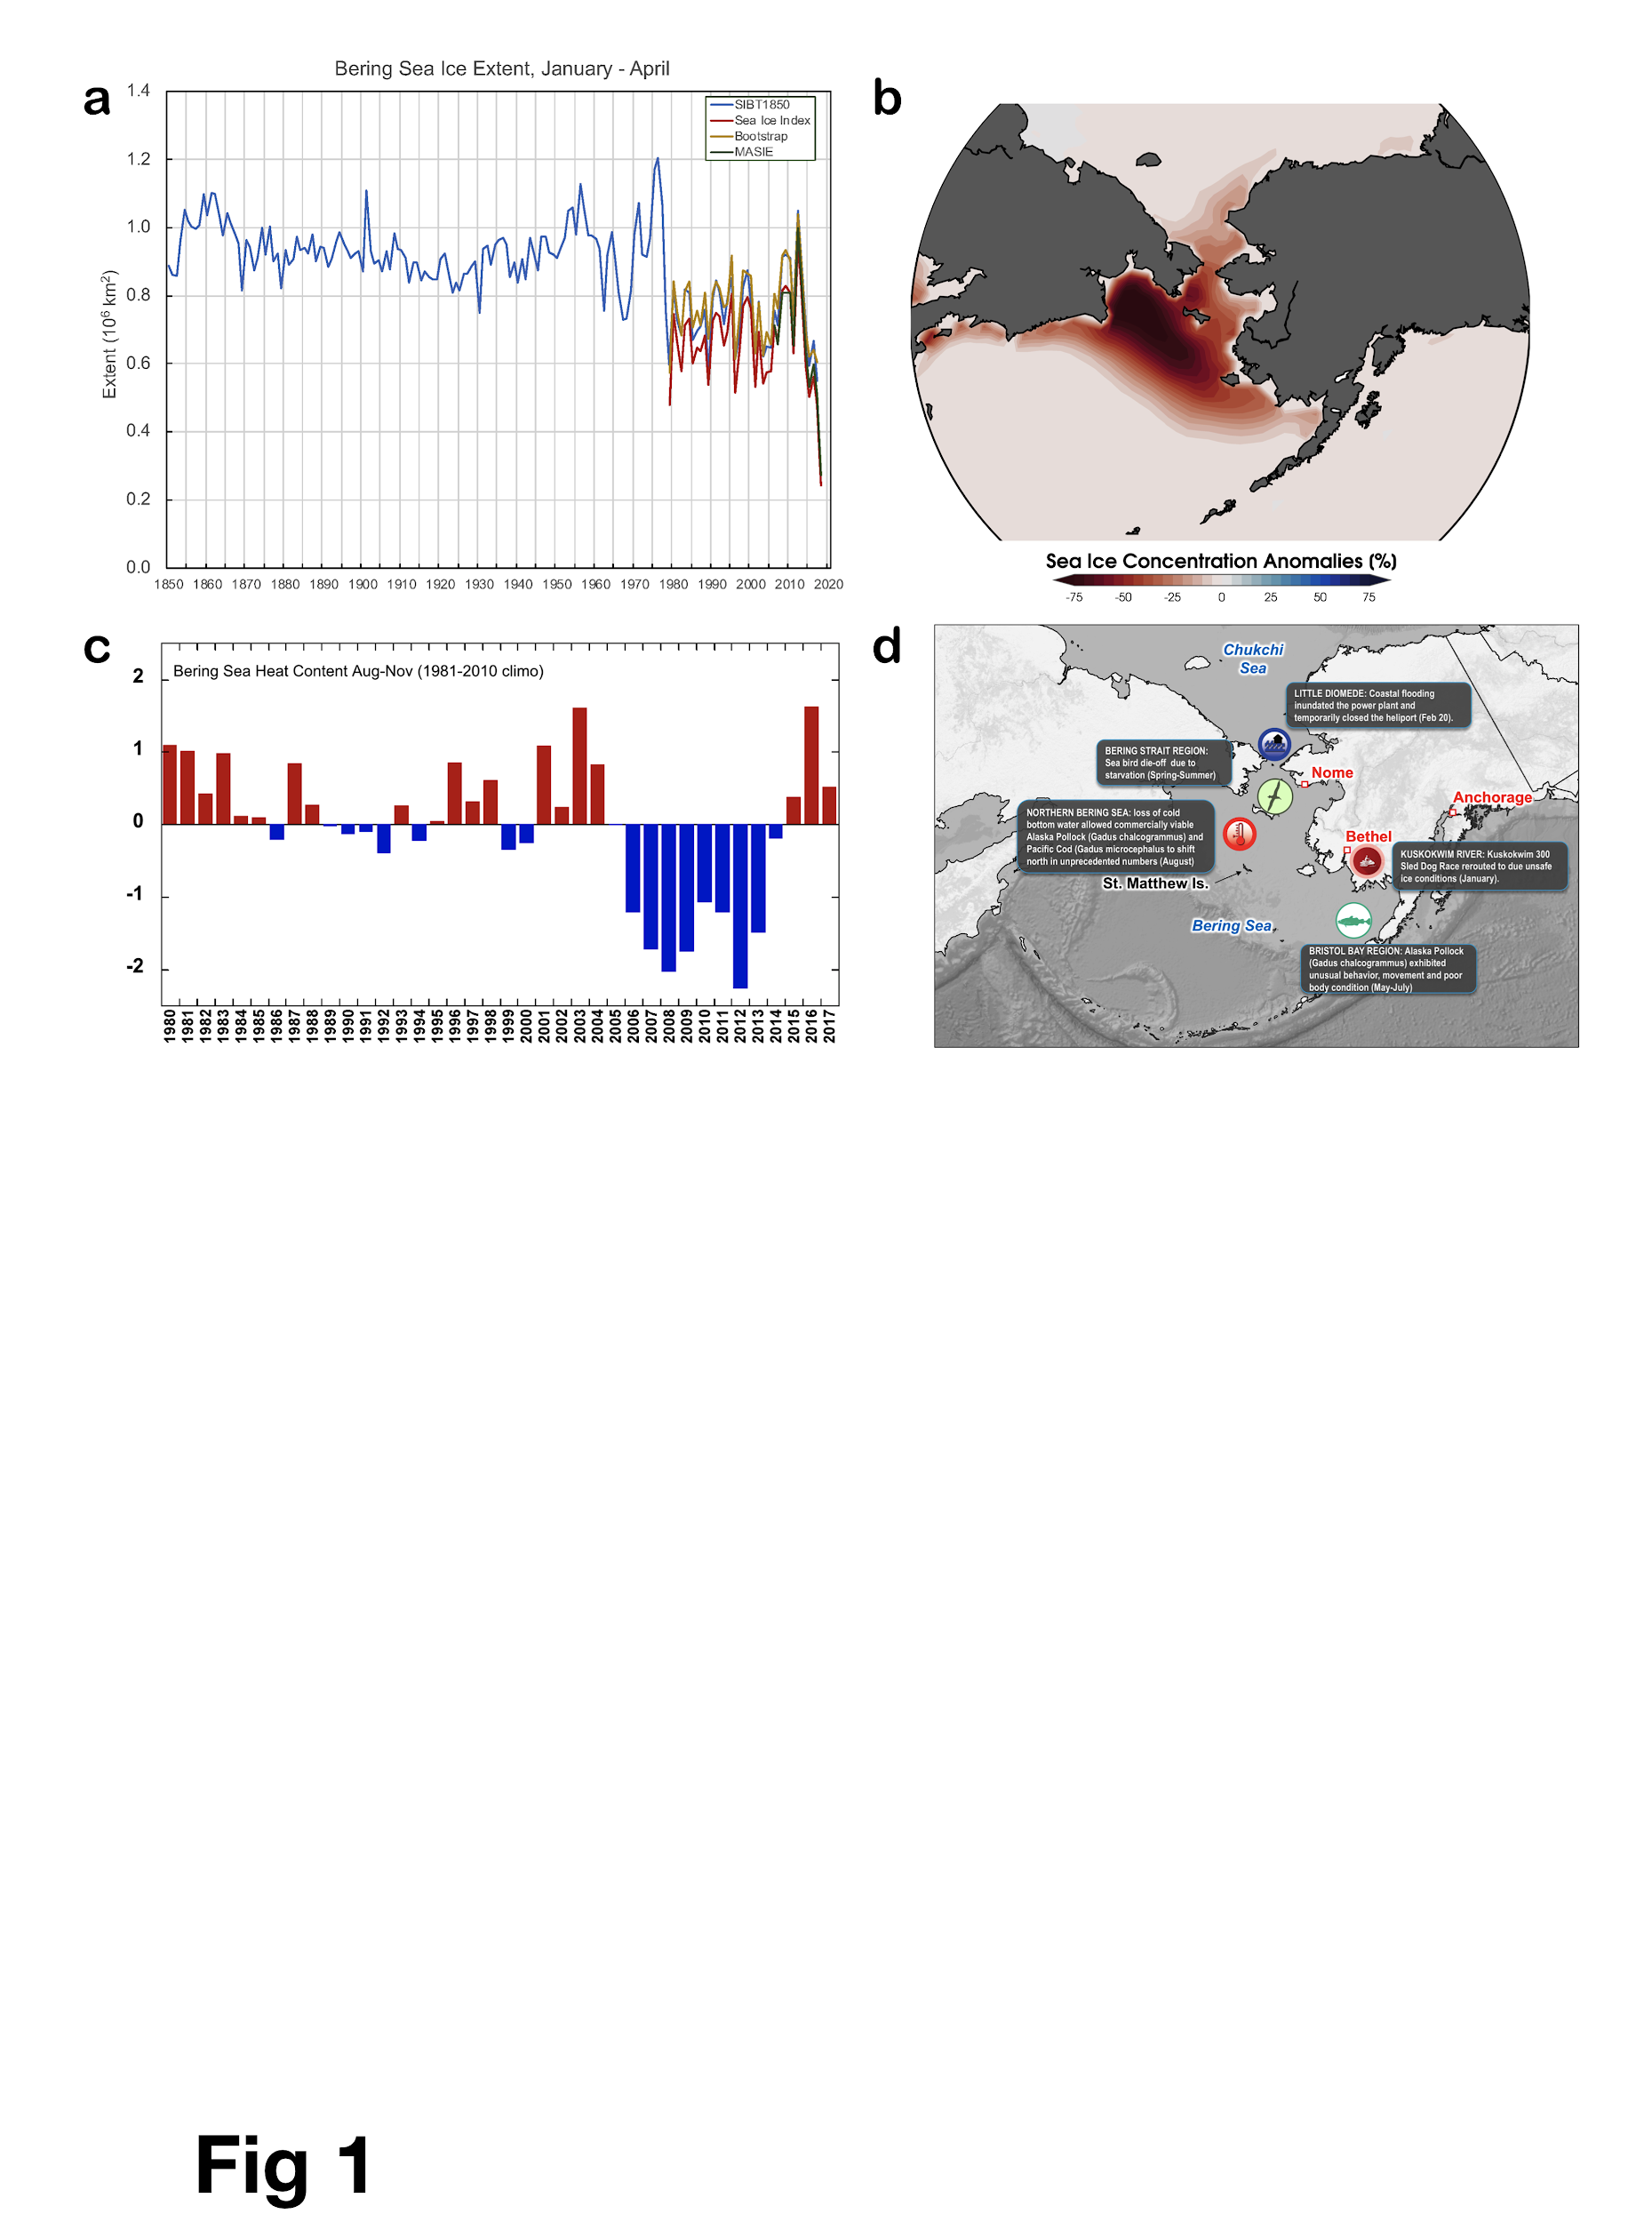 a
Bering Sea Ice Extent, January - April
1.4
1.2
1.0
0.8
0.6
0.4
0.2
0.0
Extent (10⁶ km²)
SIBT1850
Sea Ice Index
Bootstrap
MASIE
1850 1860 1870 1880 1890 1900 1910 1920 1930 1940 1950 1960 1970 1980 1990 2000 2010 2020
b
Sea Ice Concentration Anomalies (%)
-75 -50 -25 0 25 50 75
c
Bering Sea Heat Content Aug-Nov (1981-2010 climo)
2
1
0
-1
-2
1980 1981 1982 1983 1984 1985 1986 1987 1988 1989 1990 1991 1992 1993 1994 1995 1996 1997 1998 1999 2000 2001 2002 2003 2004 2005 2006 2007 2008 2009 2010 2011 2012 2013 2014 2015 2016 2017
d
Chukchi
Sea
LITTLE DIOMEDE: Coastal flooding
inundated the power plant and
temporarily closed the heliport (Feb 20).
BERING STRAIT REGION:
Sea bird die-off due to
starvation (Spring-Summer)
Nome
Anchorage
NORTHERN BERING SEA: loss of cold
bottom water allowed commercially viable
Alaska Pollock (Gadus chalcogrammus) and
Pacific Cod (Gadus microcephalus to shift
north in unprecedented numbers (August)
Bethel
KUSKOKWIM RIVER: Kuskokwim 300
Sled Dog Race rerouted to due unsafe
ice conditions (January).
St. Matthew Is.
Bering Sea
BRISTOL BAY REGION: Alaska Pollock
(Gadus chalcogrammus) exhibited
unusual behavior, movement and poor
body condition (May-July)
Fig 1